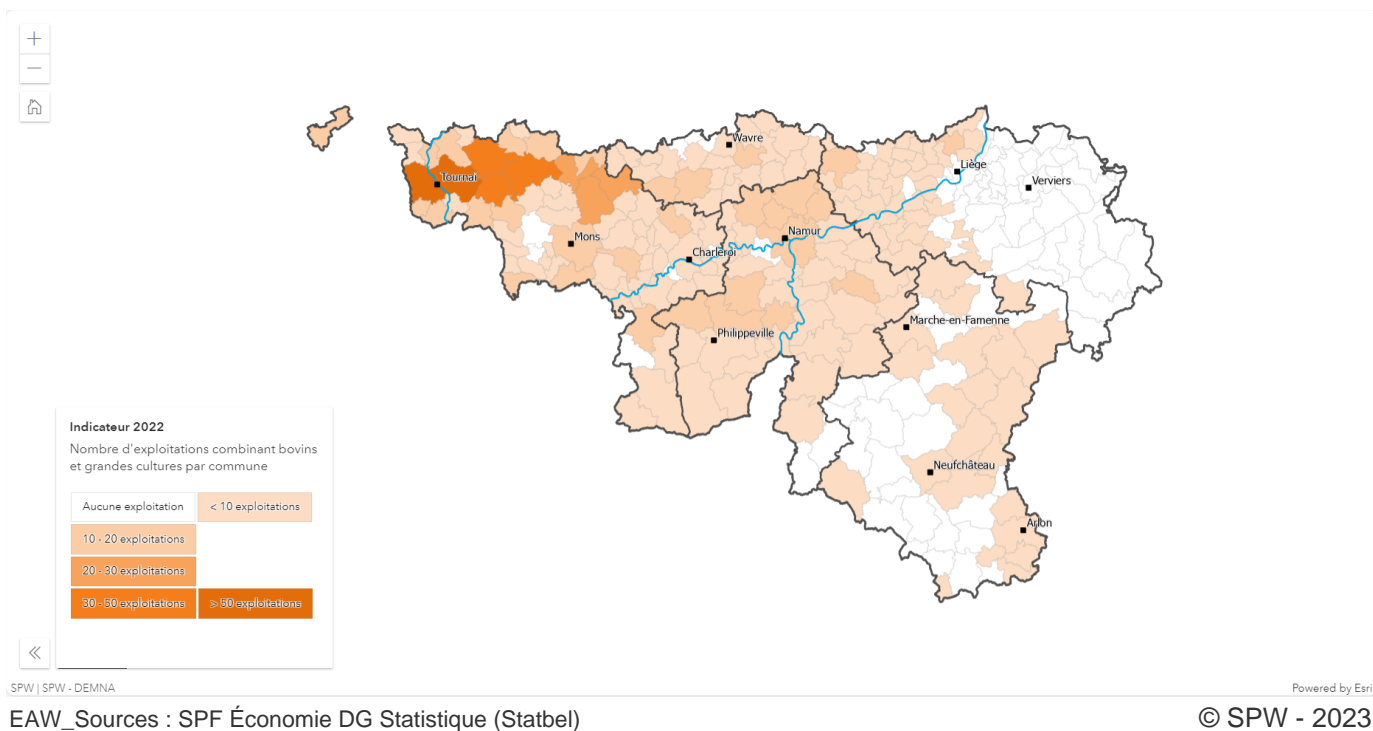 Wavre
Liège
Verviers
Tournai
Mons
Namur
Charleroi
Marche-en-Famenne
Philippeville
Neufchâteau
Arlon
Indicateur 2022
Nombre d'exploitations combinant bovins
et grandes cultures par commune
Aucune exploitation
< 10 exploitations
10 - 20 exploitations
20 - 30 exploitations
30 - 50 exploitations
> 50 exploitations
SPW | SPW - DEMNA
Powered by Esri
EAW_Sources : SPF Économie DG Statistique (Statbel)
© SPW - 2023